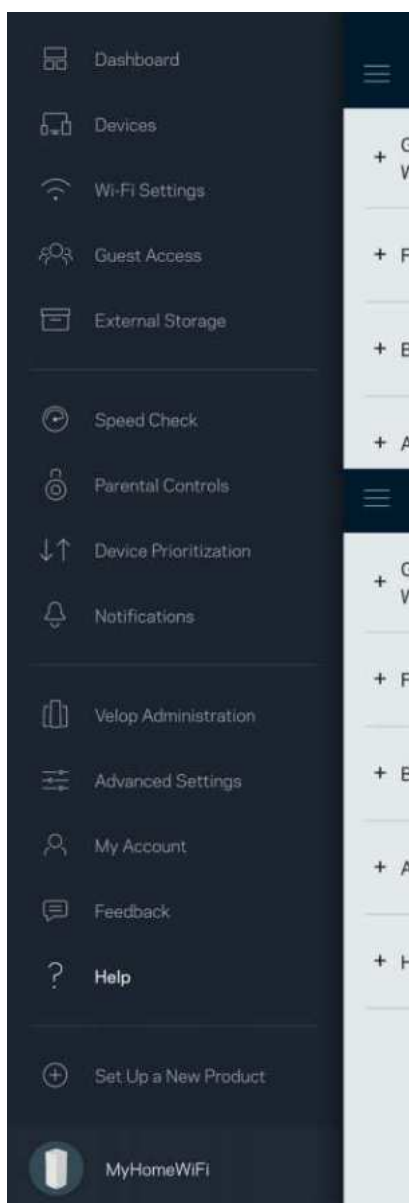 Dashboard
Devices
Wi-Fi Settings
Guest Access
External Storage
Speed Check
Parental Controls
Device Prioritization
Notifications
Velop Administration
Advanced Settings
My Account
Feedback
? Help
Set Up a New Product
MyHomeWiFi
+ G
W
+ F
+ B
+ A
+ G
W
+ F
+ B
+ A
+ H